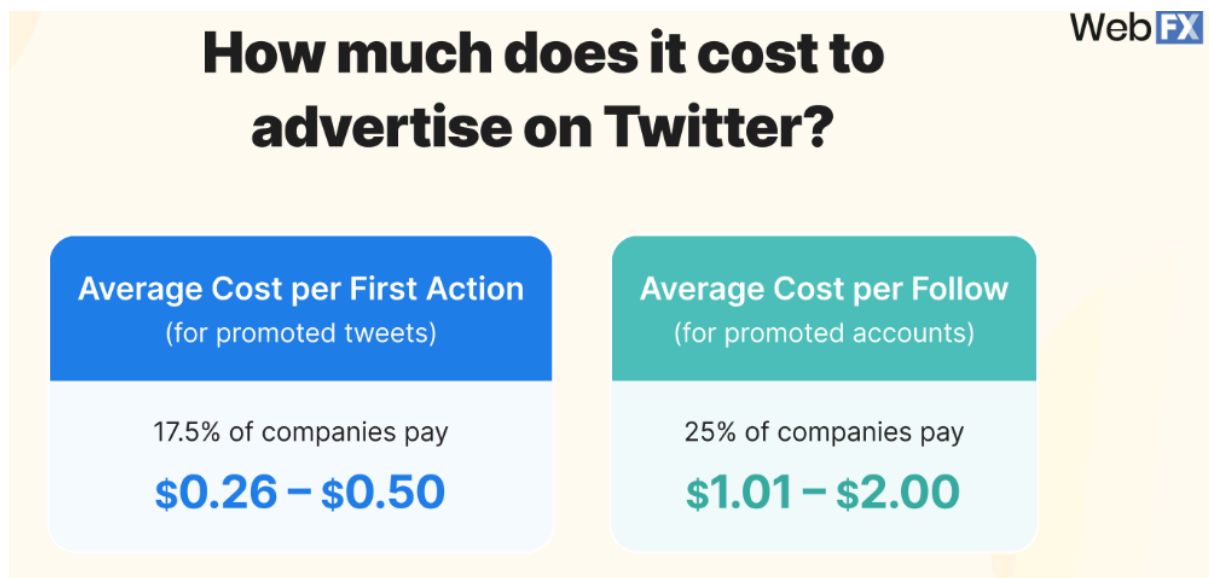 WebFX
How much does it cost to
advertise on Twitter?
Average Cost per First Action
(for promoted tweets)
17.5% of companies pay
$0.26 – $0.50
Average Cost per Follow
(for promoted accounts)
25% of companies pay
$1.01 – $2.00